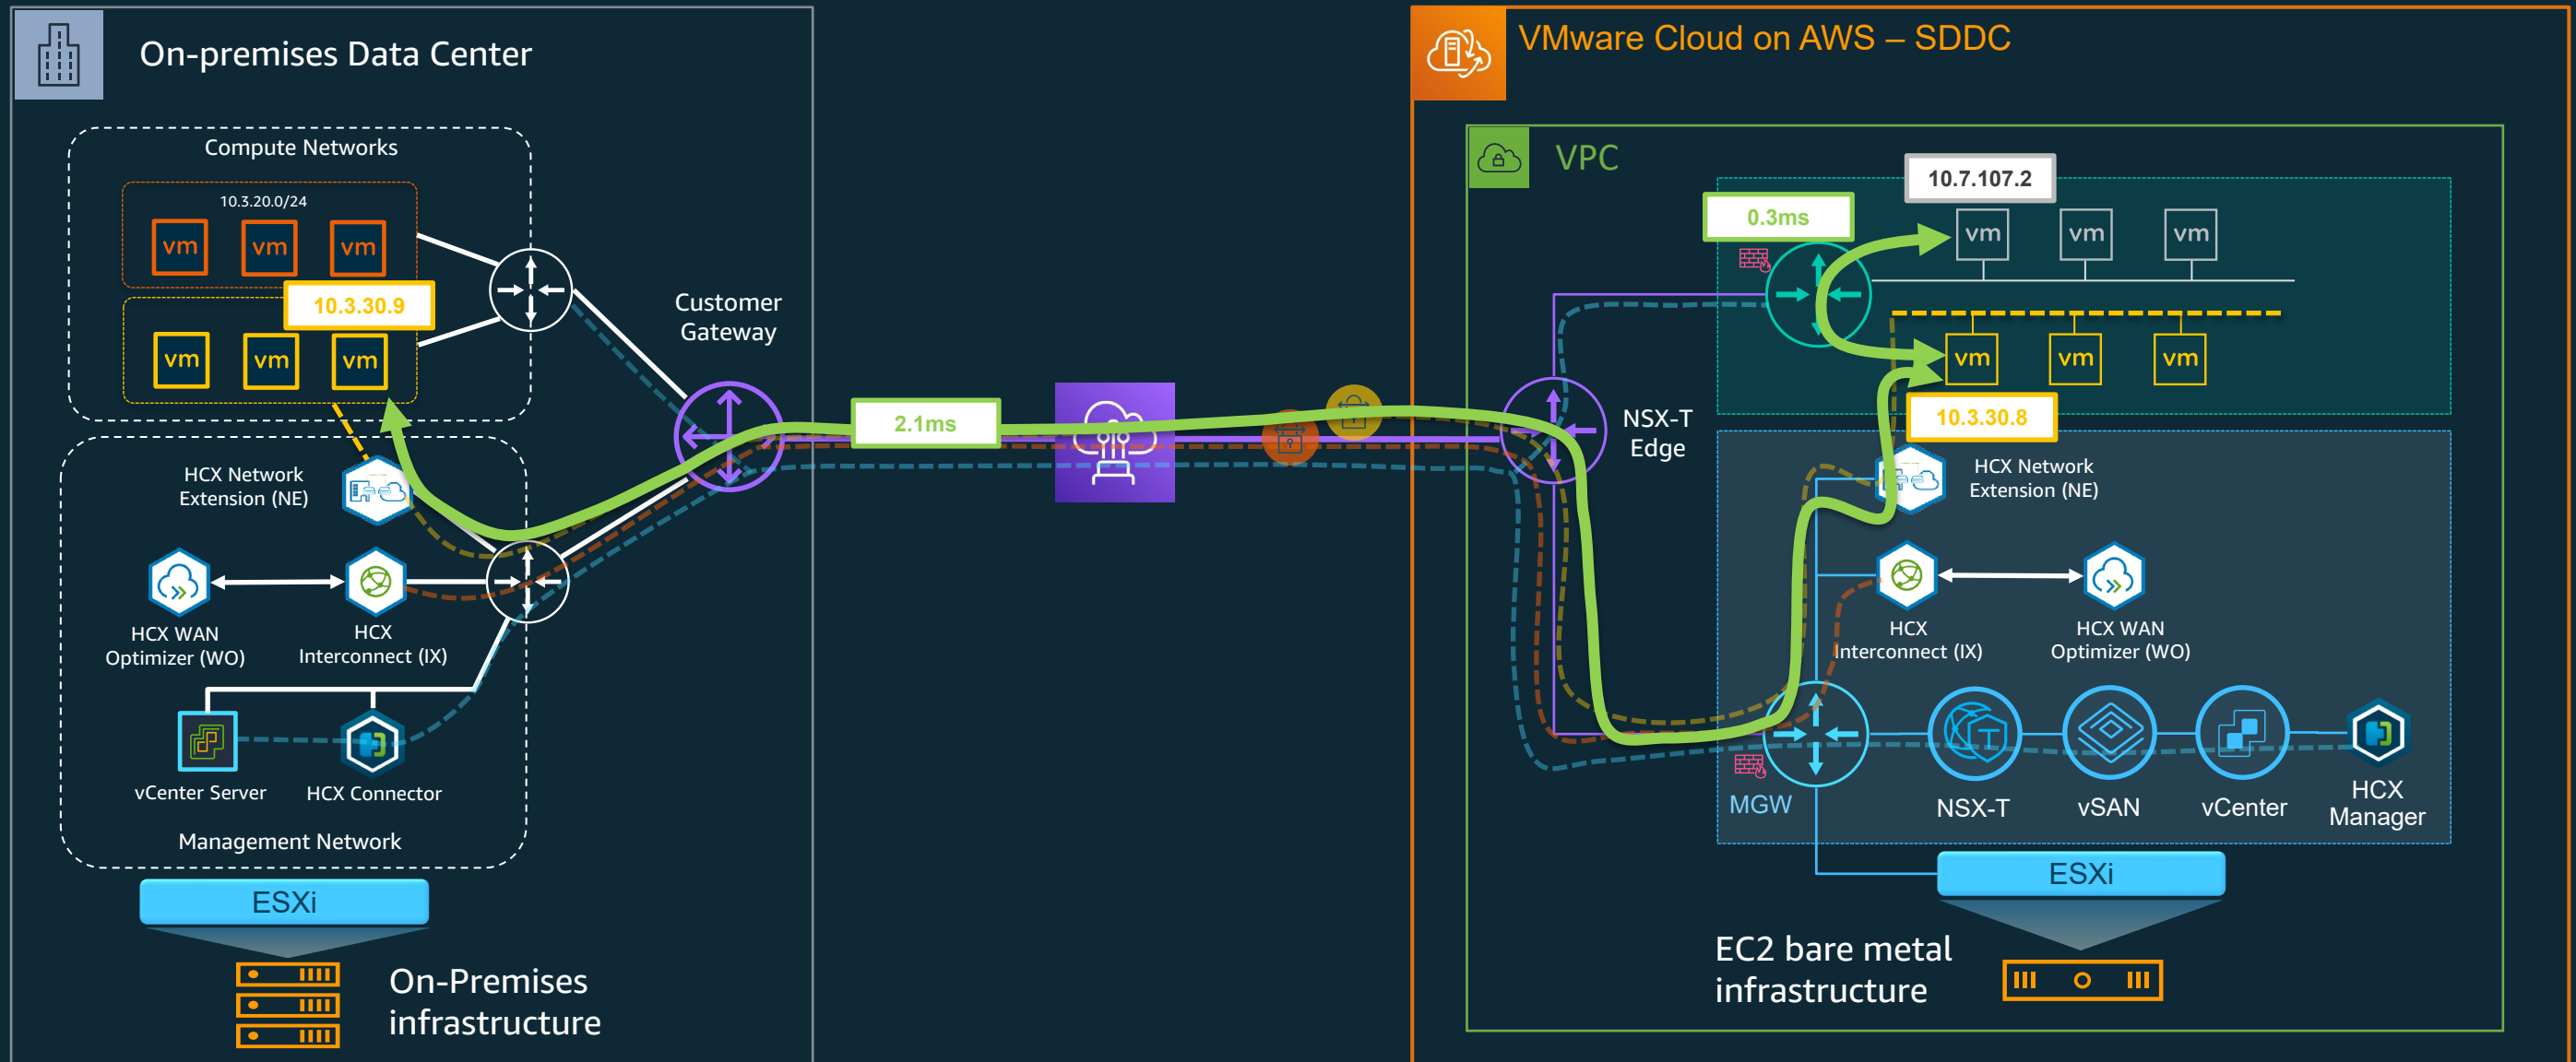 On-premises Data Center
Compute Networks
10.3.20.0/24
vm
vm
vm
10.3.30.9
vm
vm
vm
HCX Network
Extension (NE)
HCX WAN
Optimizer (WO)
HCX
Interconnect (IX)
vCenter Server
HCX Connector
Management Network
ESXi
On-Premises
infrastructure
Customer
Gateway
2.1ms
VMware Cloud on AWS – SDDC
VPC
10.7.107.2
0.3ms
vm
vm
vm
vm
vm
vm
10.3.30.8
NSX-T
Edge
HCX Network
Extension (NE)
HCX
Interconnect (IX)
HCX WAN
Optimizer (WO)
MGW
T
NSX-T
vSAN
vCenter
HCX
Manager
ESXi
EC2 bare metal
infrastructure